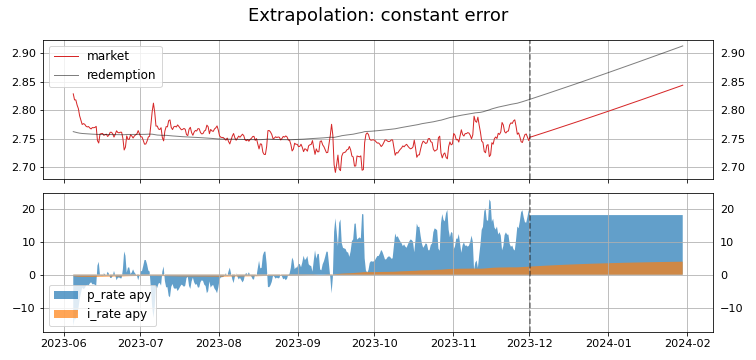 Extrapolation: constant error
2.90 2.90
market
redemption
2.85 2.85
2.80 2.80
2.75 2.75
2.70 2.70
20 20
10 10
0 0
p_rate apy
i_rate apy
−10 −10
2023-06 2023-07 2023-08 2023-09 2023-10 2023-11 2023-12 2024-01 2024-02